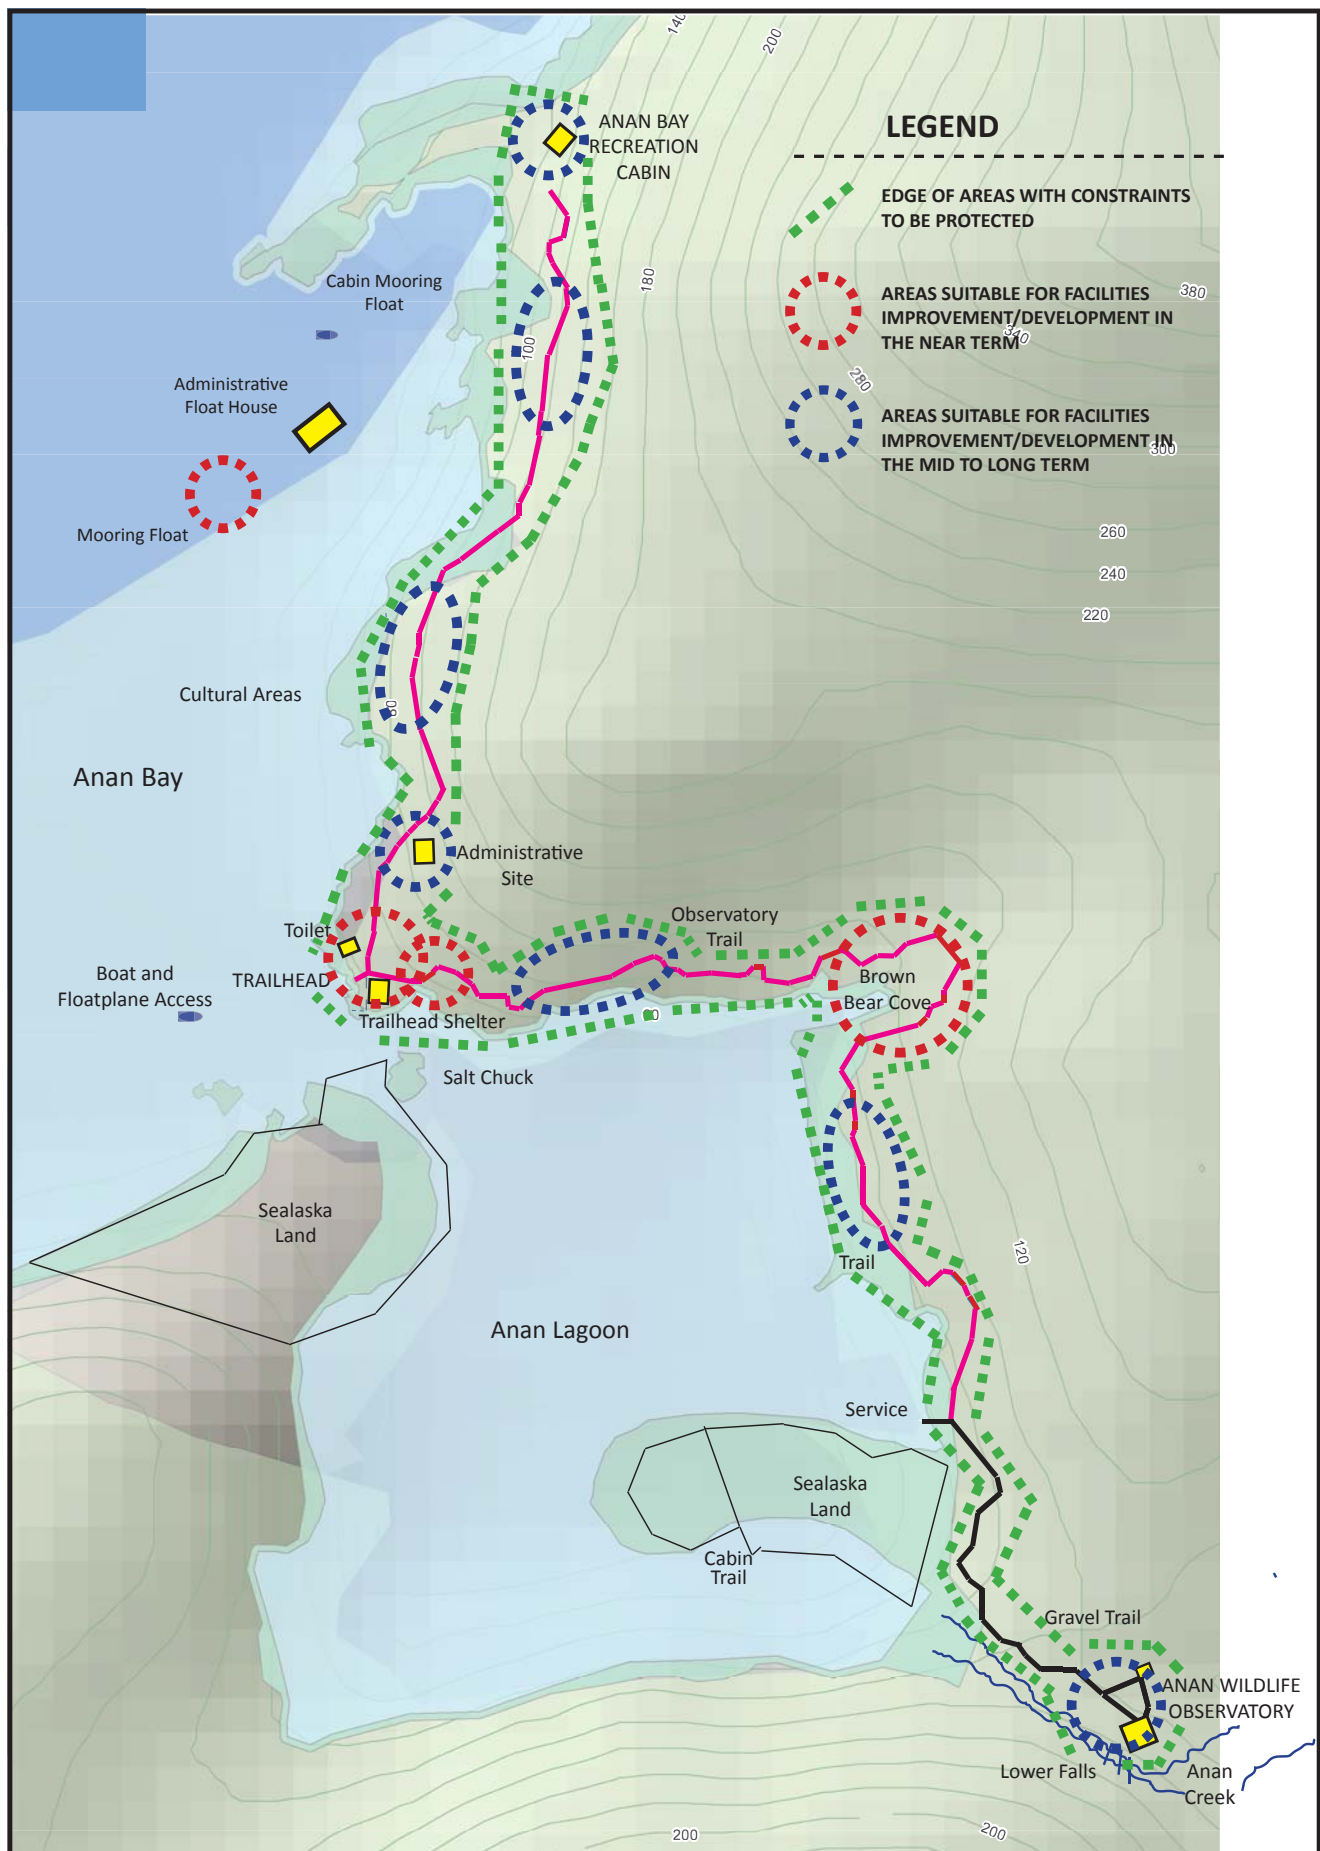 140
200
ANAN BAY
RECREATION
CABIN
LEGEND
EDGE OF AREAS WITH CONSTRAINTS
TO BE PROTECTED
180
Cabin Mooring
Float
380
AREAS SUITABLE FOR FACILITIES
IMPROVEMENT/DEVELOPMENT IN
THE NEAR TERM
340
100
280
Administrative
Float House
AREAS SUITABLE FOR FACILITIES
IMPROVEMENT/DEVELOPMENT IN
THE MID TO LONG TERM
300
Mooring Float
260
240
220
Cultural Areas
80
Anan Bay
Administrative
Site
Observatory
Trail
Toilet
TRAILHEAD
Boat and
Floatplane Access
Brown
Bear Cove
Trailhead Shelter
60
Salt Chuck
Sealaska
Land
Trail
120
Anan Lagoon
Service
Sealaska
Land
Cabin
Trail
Gravel Trail
ANAN WILDLIFE
OBSERVATORY
Lower Falls
Anan
Creek
200
200